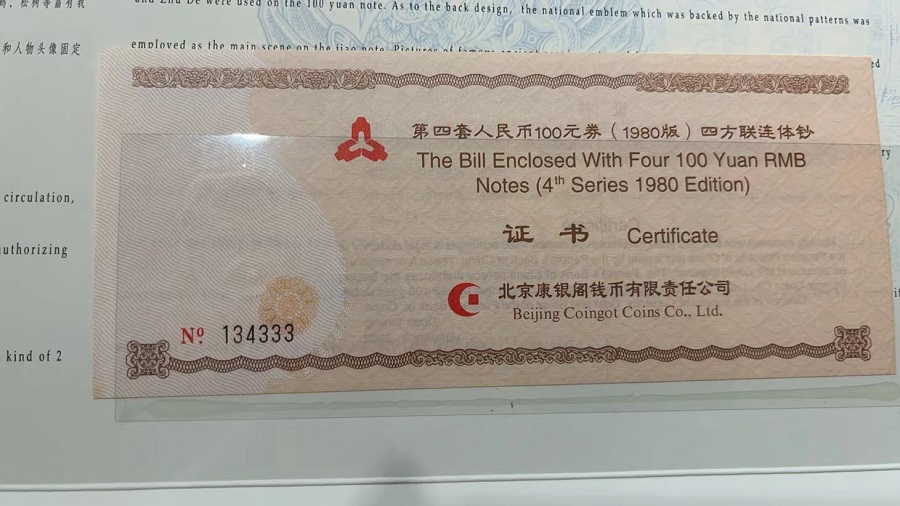 and Zhu De were used on the 100 yuan note. As to the back design, the national emblem which was backed by the national patterns was
和人物头像固定
employed as the main scene on the jiao note. Pictures of famous
ed
第四套人民币100元券（1980版）四方联连体钞
The Bill Enclosed With Four 100 Yuan RMB
Notes (4th Series 1980 Edition)
circulation,
证书 Certificate
uthorizing
北京康银阁钱币有限责任公司
Beijing Coingot Coins Co., Ltd.
Nº 134333
kind of 2